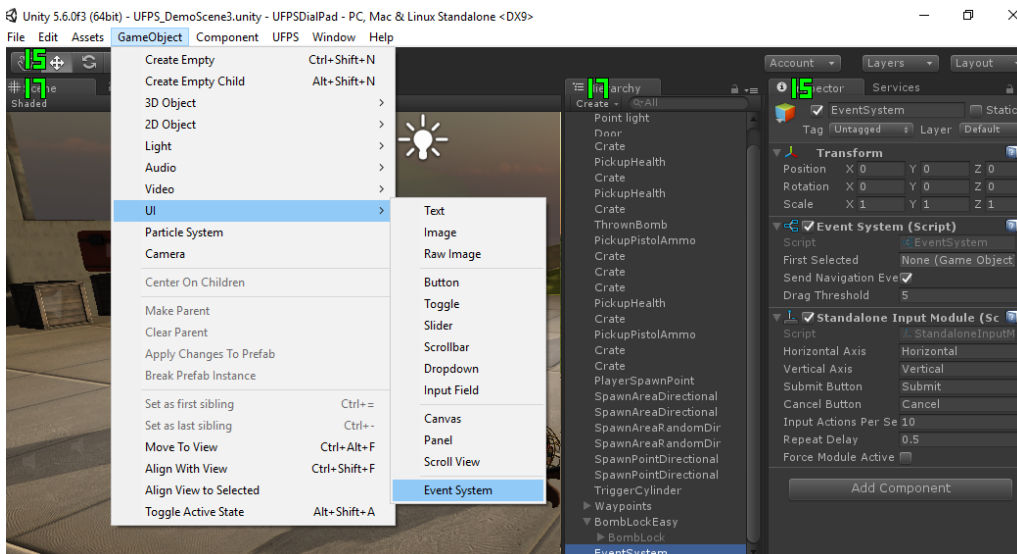 Unity 5.6.0f3 (64bit) - UFPS_DemoScene3.unity - UFPSDialPad - PC, Mac & Linux Standalone <DX9>
File Edit Assets GameObject Component UFPS Window Help
15
Account Layers Layout
17
Shaded
Create Empty Ctrl+Shift+N
Create Empty Child Alt+Shift+N
3D Object
2D Object
Light
Audio
Video
UI
Particle System
Camera
Center On Children
Make Parent
Clear Parent
Apply Changes To Prefab
Break Prefab Instance
Set as first sibling Ctrl+=
Set as last sibling Ctrl+-
Move To View Ctrl+Alt+F
Align With View Ctrl+Shift+F
Align View to Selected
Toggle Active State Alt+Shift+A
Text
Image
Raw Image
Button
Toggle
Slider
Scrollbar
Dropdown
Input Field
Canvas
Panel
Scroll View
Event System
17
Create All
Point light
Door
Crate
PickupHealth
Crate
PickupHealth
Crate
ThrownBomb
PickupPistolAmmo
Crate
Crate
Crate
PickupHealth
Crate
PickupPistolAmmo
Crate
Crate
PlayerSpawnPoint
SpawnAreaDirectional
SpawnAreaDirectional
SpawnAreaRandomDir
SpawnAreaRandomDir
SpawnPointDirectional
SpawnPointDirectional
TriggerCylinder
Waypoints
BombLockEasy
BombLock
EventSystem
15 Services
EventSystem Static
Tag Untagged Layer Default
Transform
Position X 0 Y 0 Z 0
Rotation X 0 Y 0 Z 0
Scale X 1 Y 1 Z 1
Event System (Script)
Script EventSystem
First Selected None (Game Object
Send Navigation Eve
Drag Threshold 5
Standalone Input Module (Sc
Script StandaloneInputM
Horizontal Axis Horizontal
Vertical Axis Vertical
Submit Button Submit
Cancel Button Cancel
Input Actions Per Se 10
Repeat Delay 0.5
Force Module Active
Add Component